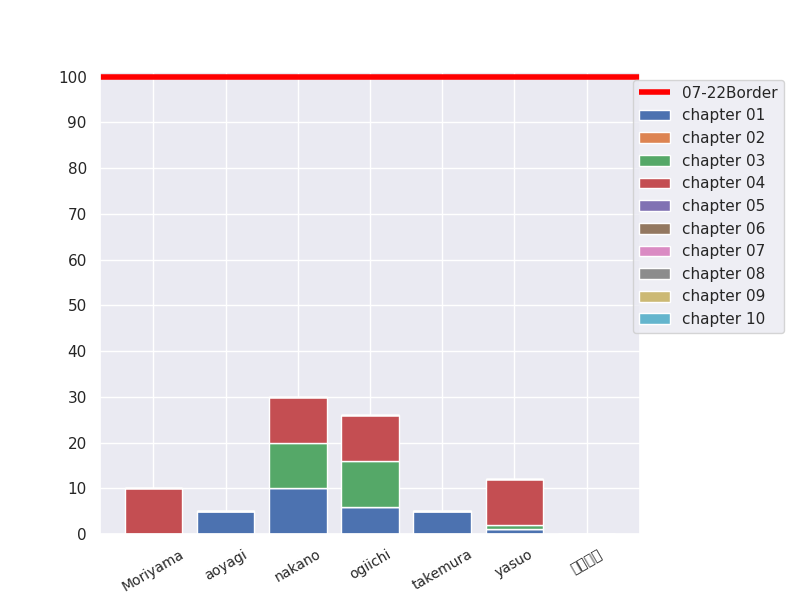 100
90
80
70
60
50
40
30
20
10
0
07-22Border
chapter 01
chapter 02
chapter 03
chapter 04
chapter 05
chapter 06
chapter 07
chapter 08
chapter 09
chapter 10
Moriyama
aoyagi
nakano
ogiichi
takemura
yasuo